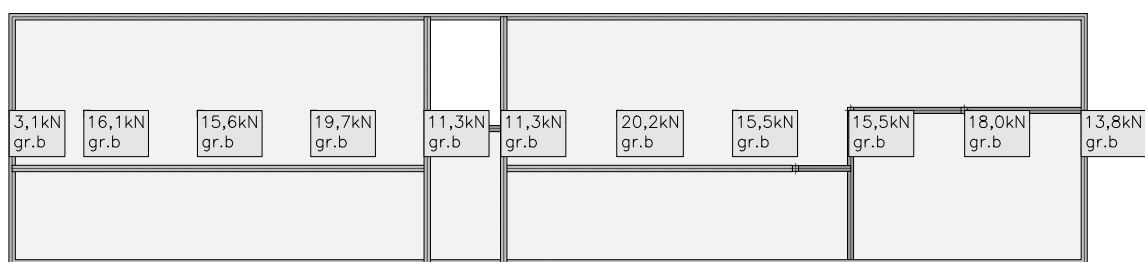 3,1kN
gr.b
16,1kN
gr.b
15,6kN
gr.b
19,7kN
gr.b
11,3kN
gr.b
11,3kN
gr.b
20,2kN
gr.b
15,5kN
gr.b
15,5kN
gr.b
18,0kN
gr.b
13,8kN
gr.b